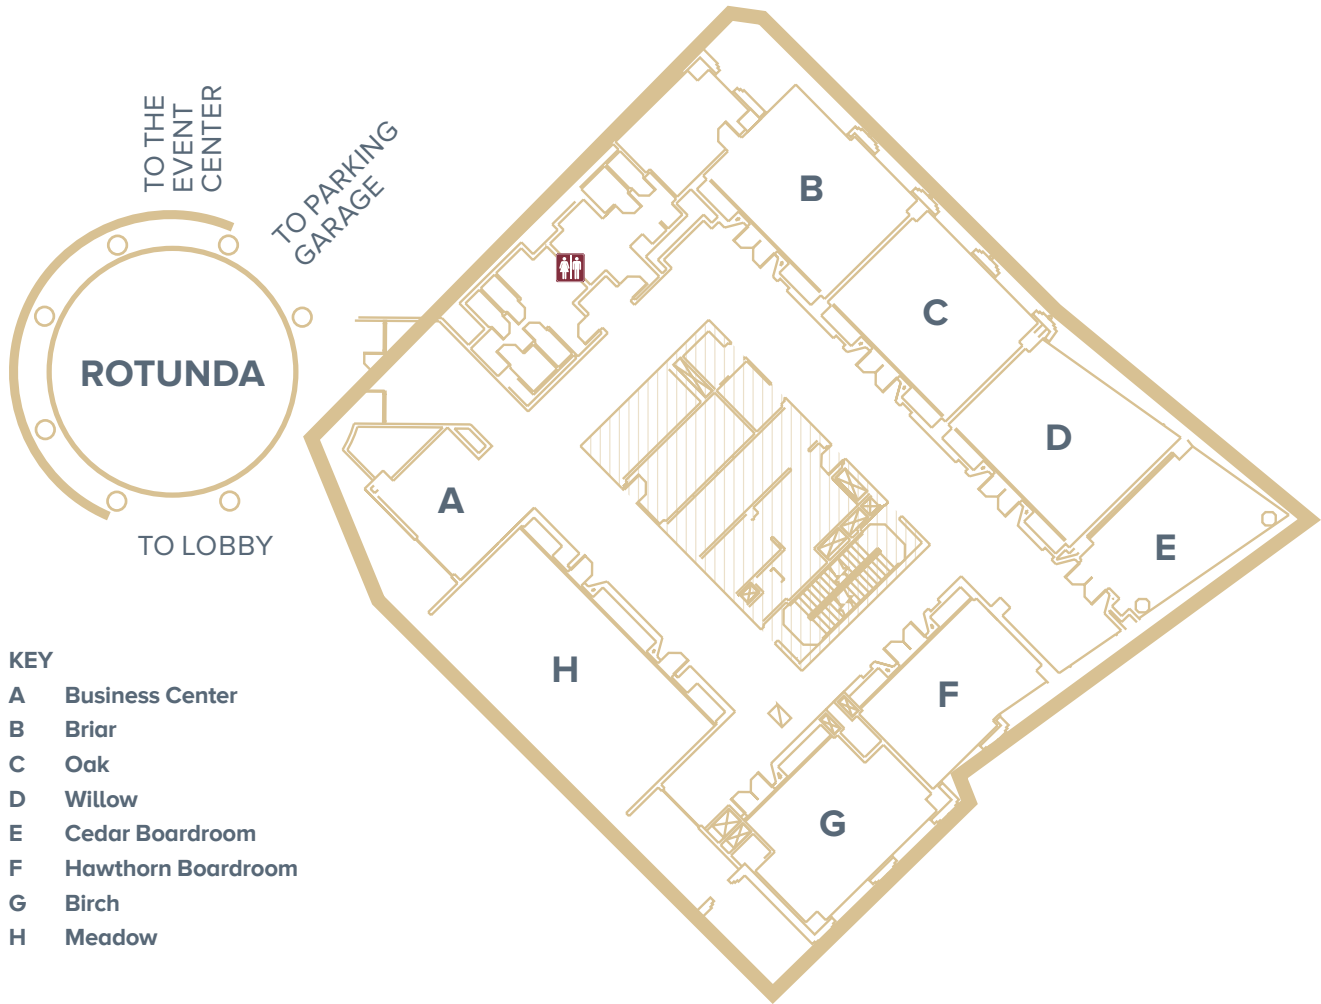 TO THE
EVENT
CENTER
TO PARKING
GARAGE
ROTUNDA
TO LOBBY
A
B
C
D
E
F
G
H
KEY
A Business Center
B Briar
C Oak
D Willow
E Cedar Boardroom
F Hawthorn Boardroom
G Birch
H Meadow